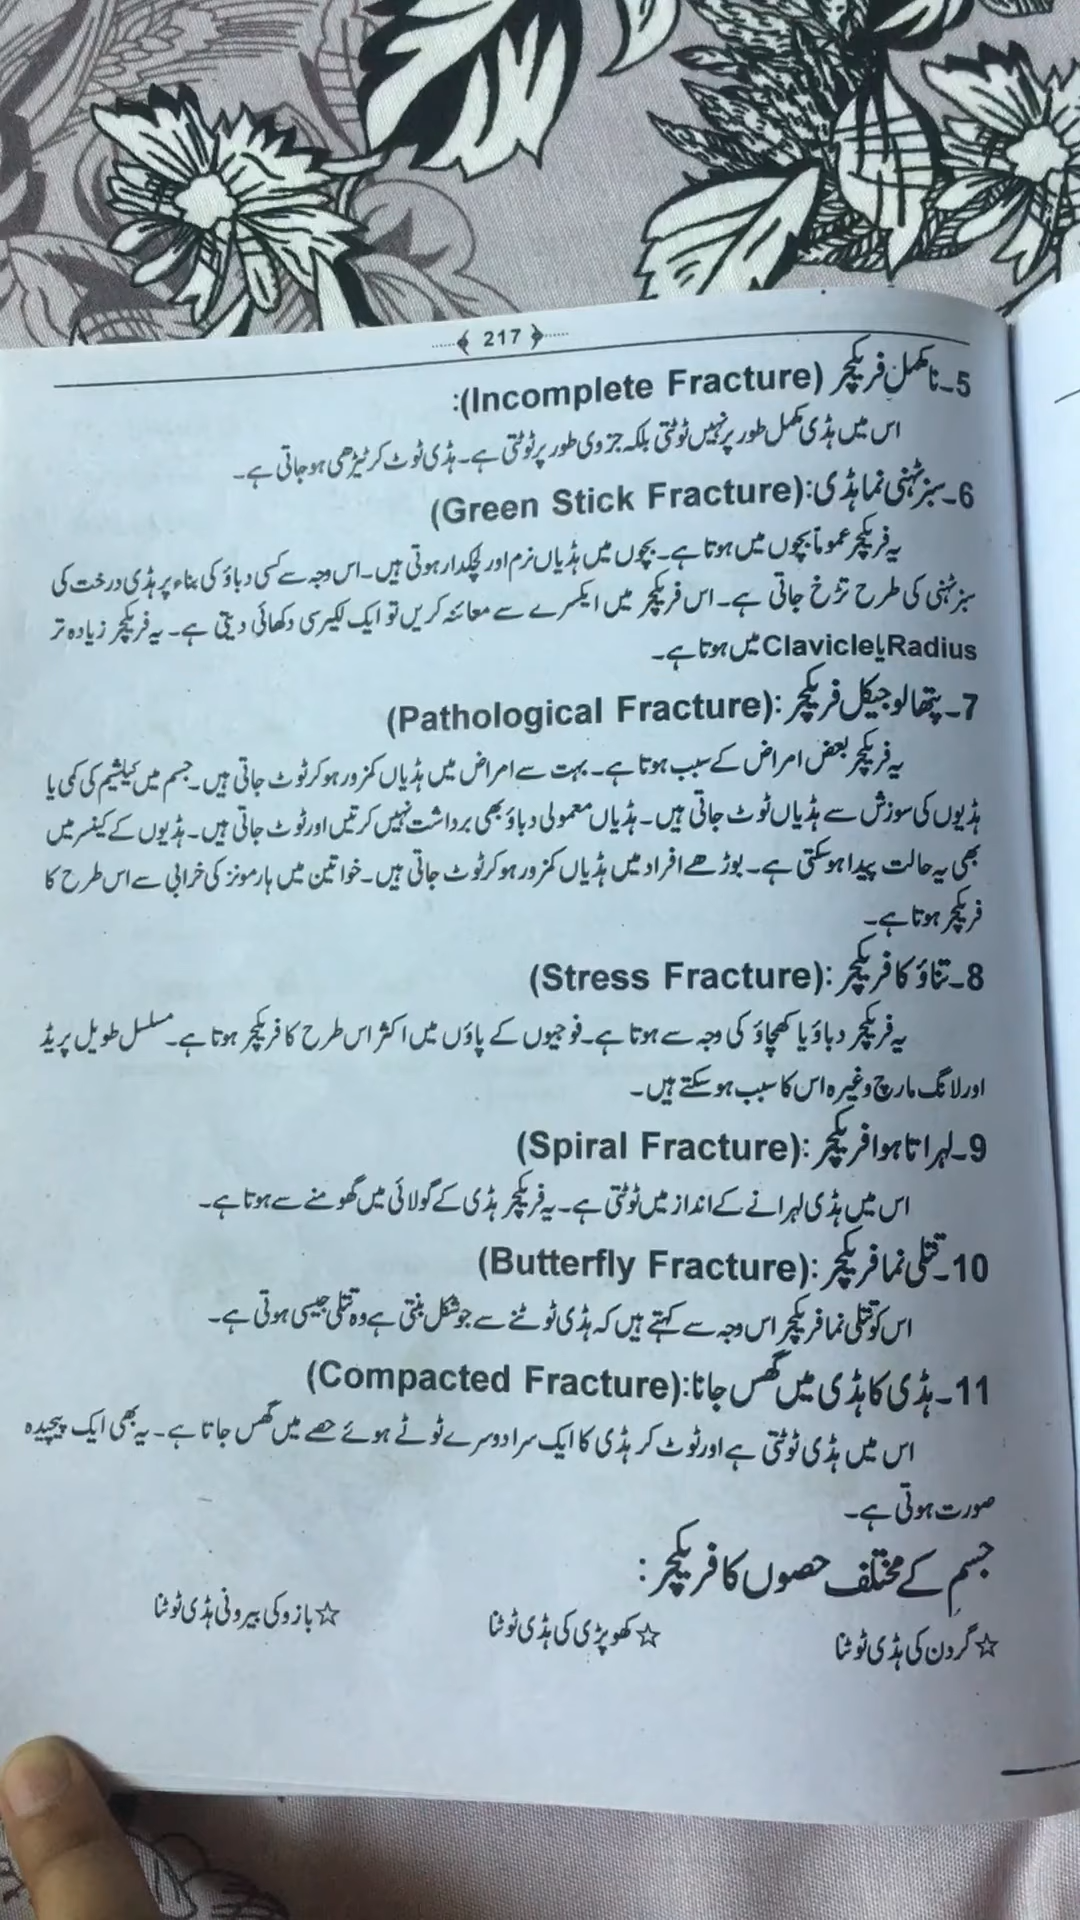 217
5۔نامکمل فریکچر (Incomplete Fracture):
اس میں ہڈی مکمل طور پر نہیں ٹوٹتی بلکہ جزوی طور پر ٹوٹتی ہے۔ ہڈی ٹوٹ کر ٹیڑھی ہو جاتی ہے۔
6۔سبز ٹہنی نما ہڈی:(Green Stick Fracture)
یہ فریکچر عموماً بچوں میں ہوتا ہے۔ بچوں میں ہڈیاں نرم اور لچکدار ہوتی ہیں۔ اس وجہ سے کسی دباؤ کی بناء پر ہڈی درخت کی
سبز ٹہنی کی طرح تڑخ جاتی ہے۔ اس فریکچر میں ایکسرے سے معائنہ کریں تو ایک لکیر سی دکھائی دیتی ہے۔ یہ فریکچر زیادہ تر
Radius یا Clavicle میں ہوتا ہے۔
7۔ پتھالوجیکل فریکچر :(Pathological Fracture)
یہ فریکچر بعض امراض کے سبب ہوتا ہے۔ بہت سے امراض میں ہڈیاں کمزور ہو کر ٹوٹ جاتی ہیں۔ جسم میں کیلشیم کی کمی یا
ہڈیوں کی سوزش سے ہڈیاں ٹوٹ جاتی ہیں۔ ہڈیاں معمولی دباؤ بھی برداشت نہیں کرتیں اور ٹوٹ جاتی ہیں۔ ہڈیوں کے کینسر میں
بھی یہ حالت پیدا ہو سکتی ہے۔ بوڑھے افراد میں ہڈیاں کمزور ہو کر ٹوٹ جاتی ہیں۔ خواتین میں ہارمونز کی خرابی سے اس طرح کا
فریکچر ہوتا ہے۔
8۔تناؤ کا فریکچر :(Stress Fracture)
یہ فریکچر دباؤ یا کھچاؤ کی وجہ سے ہوتا ہے۔ فوجیوں کے پاؤں میں اکثر اس طرح کا فریکچر ہوتا ہے۔ مسلسل طویل پریڈ
اور لانگ مارچ وغیرہ اس کا سبب ہو سکتے ہیں۔
9۔لہراتا ہوا فریکچر :(Spiral Fracture)
اس میں ہڈی لہرانے کے انداز میں ٹوٹتی ہے۔ یہ فریکچر ہڈی کے گولائی میں گھومنے سے ہوتا ہے۔
10۔ تتلی نما فریکچر :(Butterfly Fracture)
اس کو تتلی نما فریکچر اس وجہ سے کہتے ہیں کہ ہڈی ٹوٹنے سے جو شکل بنتی ہے وہ تتلی جیسی ہوتی ہے۔
11۔ ہڈی کا ہڈی میں گھس جانا:(Compacted Fracture)
اس میں ہڈی ٹوٹتی ہے اور ٹوٹ کر ہڈی کا ایک سرا دوسرے ٹوٹے ہوئے حصے میں گھس جاتا ہے۔ یہ بھی ایک پیچیدہ
صورت ہوتی ہے۔
جسم کے مختلف حصوں کا فریکچر :
☆ گردن کی ہڈی ٹوٹنا ☆ کھوپڑی کی ہڈی ٹوٹنا ☆ بازو کی بیرونی ہڈی ٹوٹنا